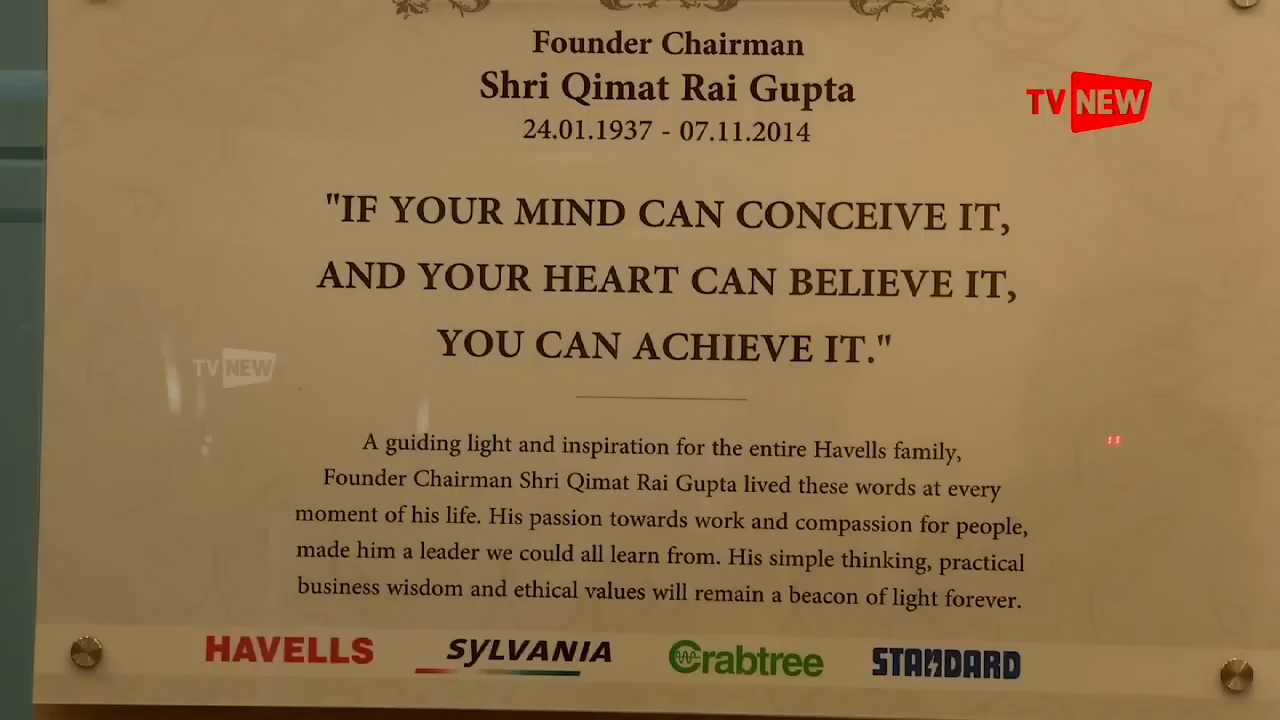 Founder Chairman
Shri Qimat Rai Gupta
24.01.1937 - 07.11.2014
TV NEW
"IF YOUR MIND CAN CONCEIVE IT,
AND YOUR HEART CAN BELIEVE IT,
YOU CAN ACHIEVE IT."
TV NEW
A guiding light and inspiration for the entire Havells family,
Founder Chairman Shri Qimat Rai Gupta lived these words at every
moment of his life. His passion towards work and compassion for people,
made him a leader we could all learn from. His simple thinking, practical
business wisdom and ethical values will remain a beacon of light forever.
HAVELLS SYLVANIA Crabtree STANDARD